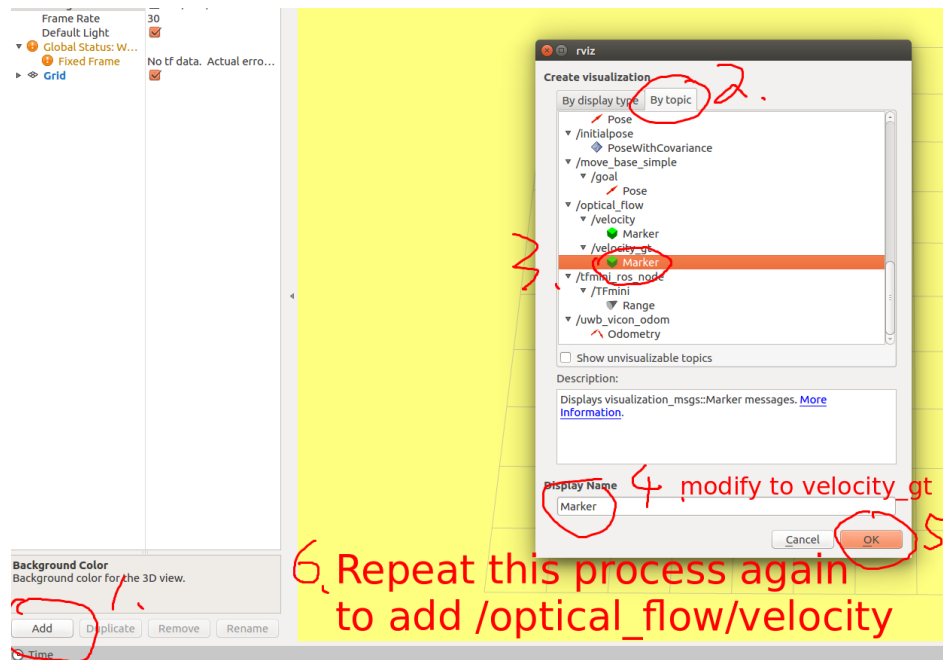 Frame Rate 30
Default Light
Global Status: W...
Fixed Frame No tf data. Actual erro...
Grid
Background Color
Background color for the 3D view.
1.
Add Duplicate Remove Rename
Time
rviz
Create visualization
By display type By topic
2.
Pose
/initialpose
PoseWithCovariance
/move_base_simple
/goal
Pose
/optical_flow
/velocity
Marker
/velocity_gt
3. Marker
/tfmini_ros_node
/TFmini
Range
/uwb_vicon_odom
Odometry
Show unvisualizable topics
Description:
Displays visualization_msgs::Marker messages. More
Information.
Display Name
4. modify to velocity_gt
Marker
Cancel OK
5
6. Repeat this process again
to add /optical_flow/velocity